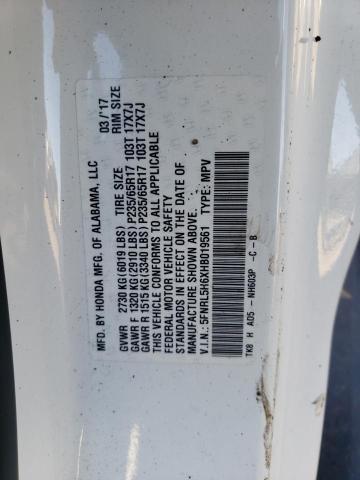 MFD. BY HONDA MFG. OF ALABAMA, LLC 03/'17
GVWR 2730 KG(6019 LBS) TIRE SIZE RIM SIZE
GAWR F 1320 KG(2910 LBS) P235/65R17 103T 17X7J
GAWR R 1515 KG(3340 LBS) P235/65R17 103T 17X7J
THIS VEHICLE CONFORMS TO ALL APPLICABLE
FEDERAL MOTOR VEHICLE SAFETY
STANDARDS IN EFFECT ON THE DATE OF
MANUFACTURE SHOWN ABOVE.
V.I.N.: 5FNRL5H6XHB019561 TYPE: MPV
TK8 H AD5 - NH603P -C-B